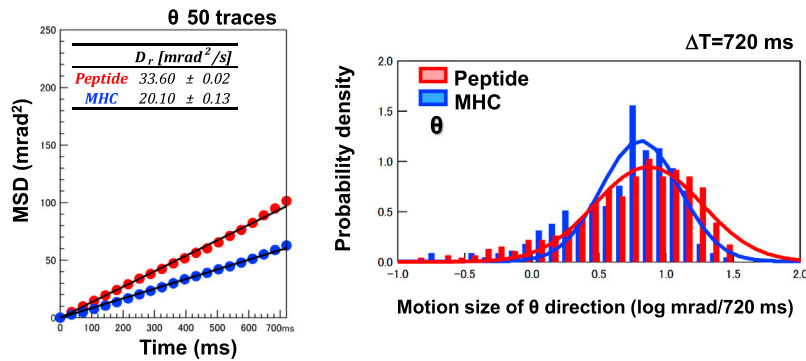 θ 50 traces
MSD (mrad²)
250
200
150
100
50
0
D r [mrad²/s]
Peptide 33.60 ± 0.02
MHC 20.10 ± 0.13
0 100 200 300 400 500 600 700ms
Time (ms)
ΔT=720 ms
Probability density
2.0
1.5
1.0
0.5
0.0
Peptide
MHC
θ
-1.0 -0.5 0.0 0.5 1.0 1.5 2.0
Motion size of θ direction (log mrad/720 ms)